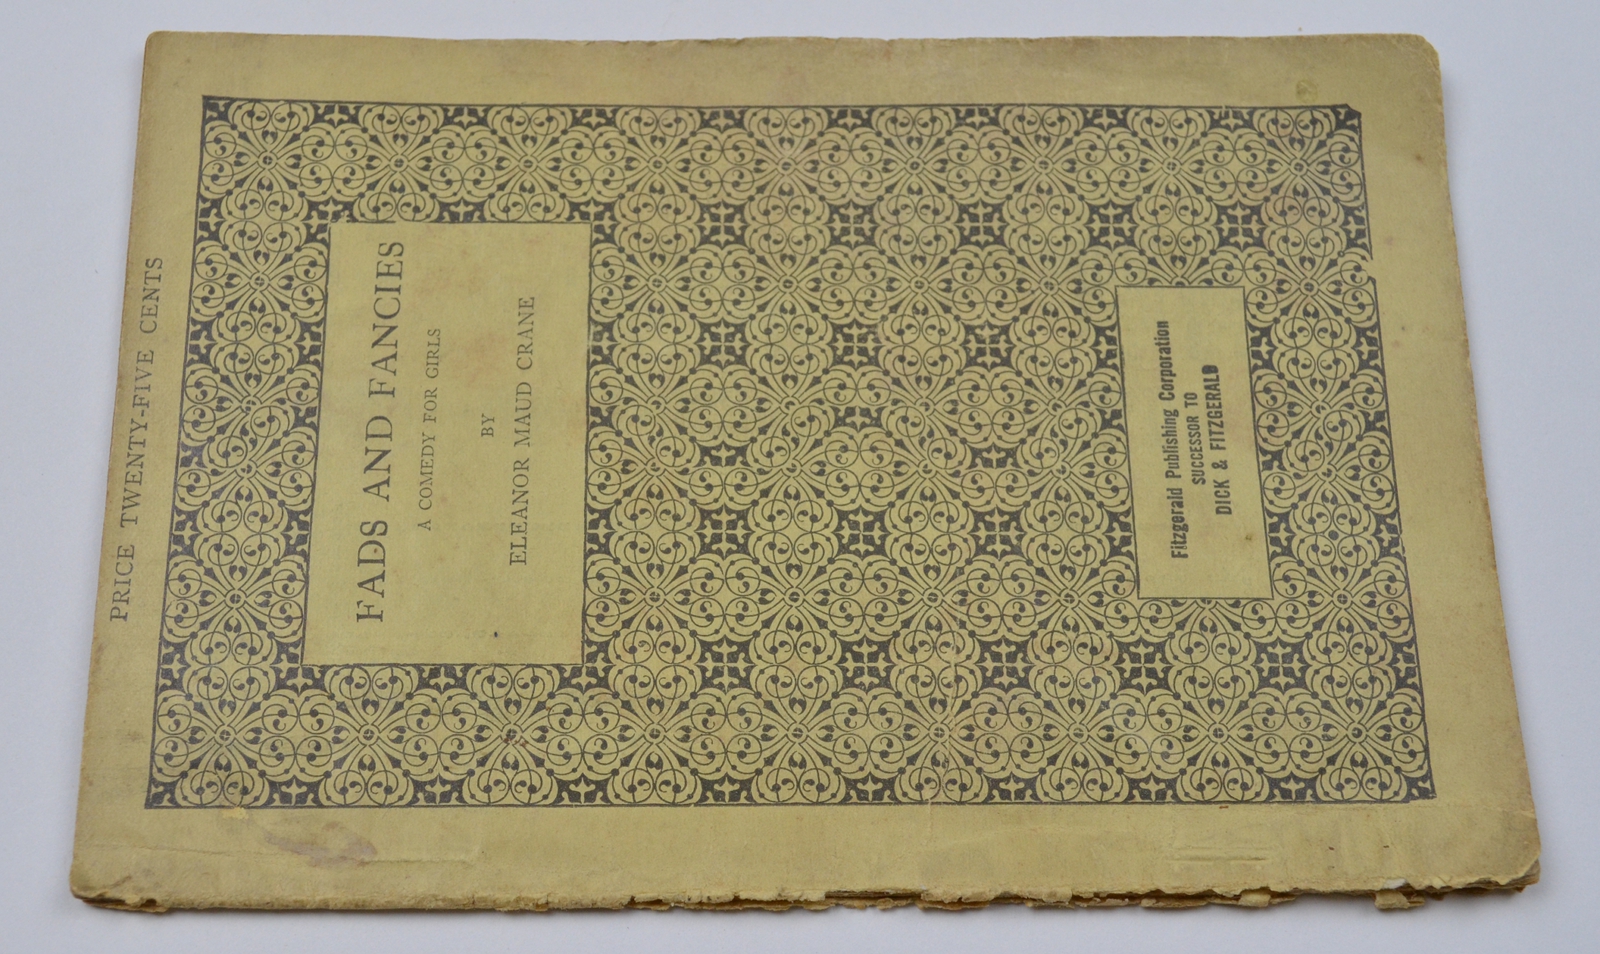 PRICE TWENTY-FIVE CENTS
FADS AND FANCIES
A COMEDY FOR GIRLS
BY
ELEANOR MAUD CRANE
Fitzgerald Publishing Corporation
SUCCESSOR TO
DICK & FITZGERALD